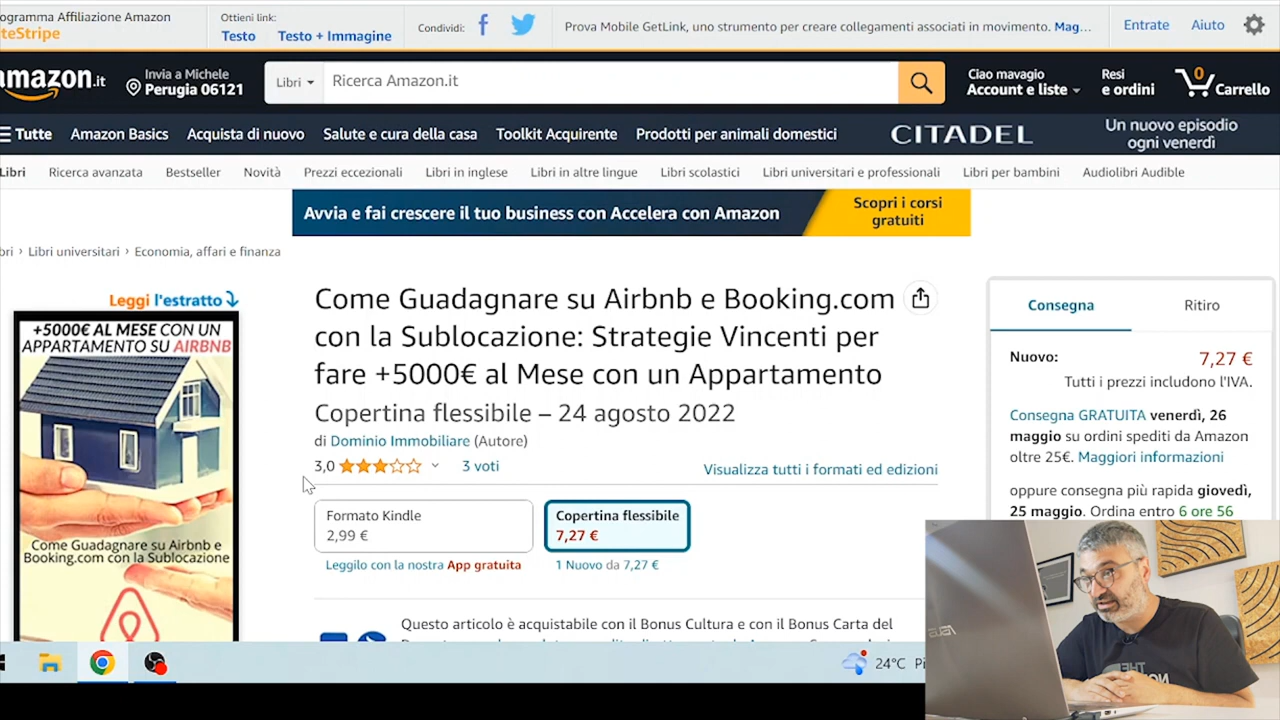 ogramma Affiliazione Amazon
iteStripe
Ottieni link:
Testo
Testo + Immagine
Condividi:
Prova Mobile GetLink, uno strumento per creare collegamenti associati in movimento. Mag...
Entrate
Aiuto
amazon.it
Invia a Michele
Perugia 06121
Libri
Ricerca Amazon.it
Ciao mavagio
Account e liste
Resi
e ordini
0
Carrello
Tutte
Amazon Basics
Acquista di nuovo
Salute e cura della casa
Toolkit Acquirente
Prodotti per animali domestici
CITADEL
Un nuovo episodio
ogni venerdì
Libri
Ricerca avanzata
Bestseller
Novità
Prezzi eccezionali
Libri in inglese
Libri in altre lingue
Libri scolastici
Libri universitari e professionali
Libri per bambini
Audiolibri Audible
Avvia e fai crescere il tuo business con Accelera con Amazon
Scopri i corsi
gratuiti
bri › Libri universitari › Economia, affari e finanza
Leggi l'estratto
+5000€ AL MESE CON UN
APPARTAMENTO SU AIRBNB
Come Guadagnare su Airbnb e
Booking.com con la Sublocazione
Come Guadagnare su Airbnb e Booking.com
con la Sublocazione: Strategie Vincenti per
fare +5000€ al Mese con un Appartamento
Copertina flessibile – 24 agosto 2022
di Dominio Immobiliare (Autore)
3,0
3 voti
Visualizza tutti i formati ed edizioni
Formato Kindle
2,99 €
Copertina flessibile
7,27 €
Leggilo con la nostra App gratuita
1 Nuovo da 7,27 €
Questo articolo è acquistabile con il Bonus Cultura e con il Bonus Carta del
Consegna
Ritiro
Nuovo:
7,27 €
Tutti i prezzi includono l'IVA.
Consegna GRATUITA venerdì, 26
maggio su ordini spediti da Amazon
oltre 25€. Maggiori informazioni
oppure consegna più rapida giovedì,
25 maggio. Ordina entro 6 ore 56
24°C
ASUS
THE